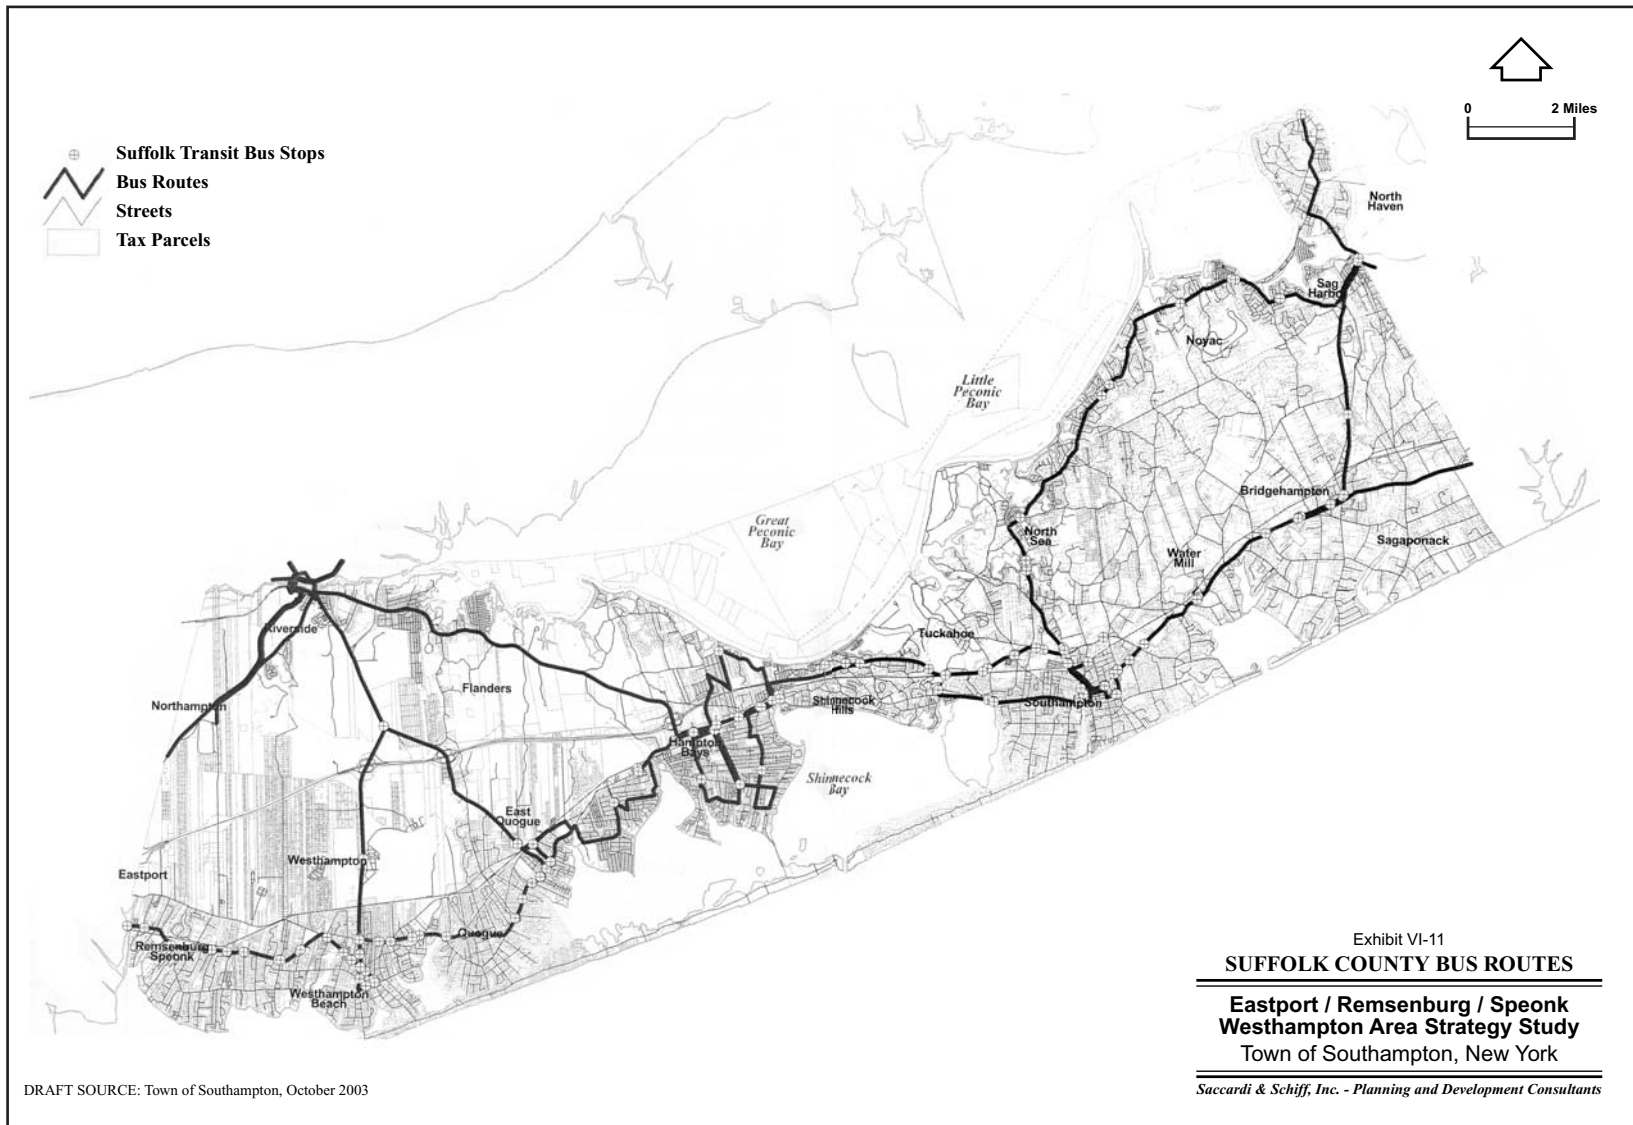 0 2 Miles
Suffolk Transit Bus Stops
Bus Routes
Streets
Tax Parcels
North
Haven
Sag
Harbor
Noyac
Little
Peconic
Bay
Bridgehampton
Great
Peconic
Bay
North
Sea
Sagaponack
Water
Mill
Riverside
Tuckahoe
Flanders
Northampton
Shinnecock
Hills
Southampton
Hampton
Bays
Shinnecock
Bay
East
Quogue
Westhampton
Eastport
Quogue
Remsenburg
Speonk
Westhampton
Beach
Exhibit VI-11
SUFFOLK COUNTY BUS ROUTES
Eastport / Remsenburg / Speonk
Westhampton Area Strategy Study
Town of Southampton, New York
DRAFT SOURCE: Town of Southampton, October 2003
Saccardi & Schiff, Inc. - Planning and Development Consultants